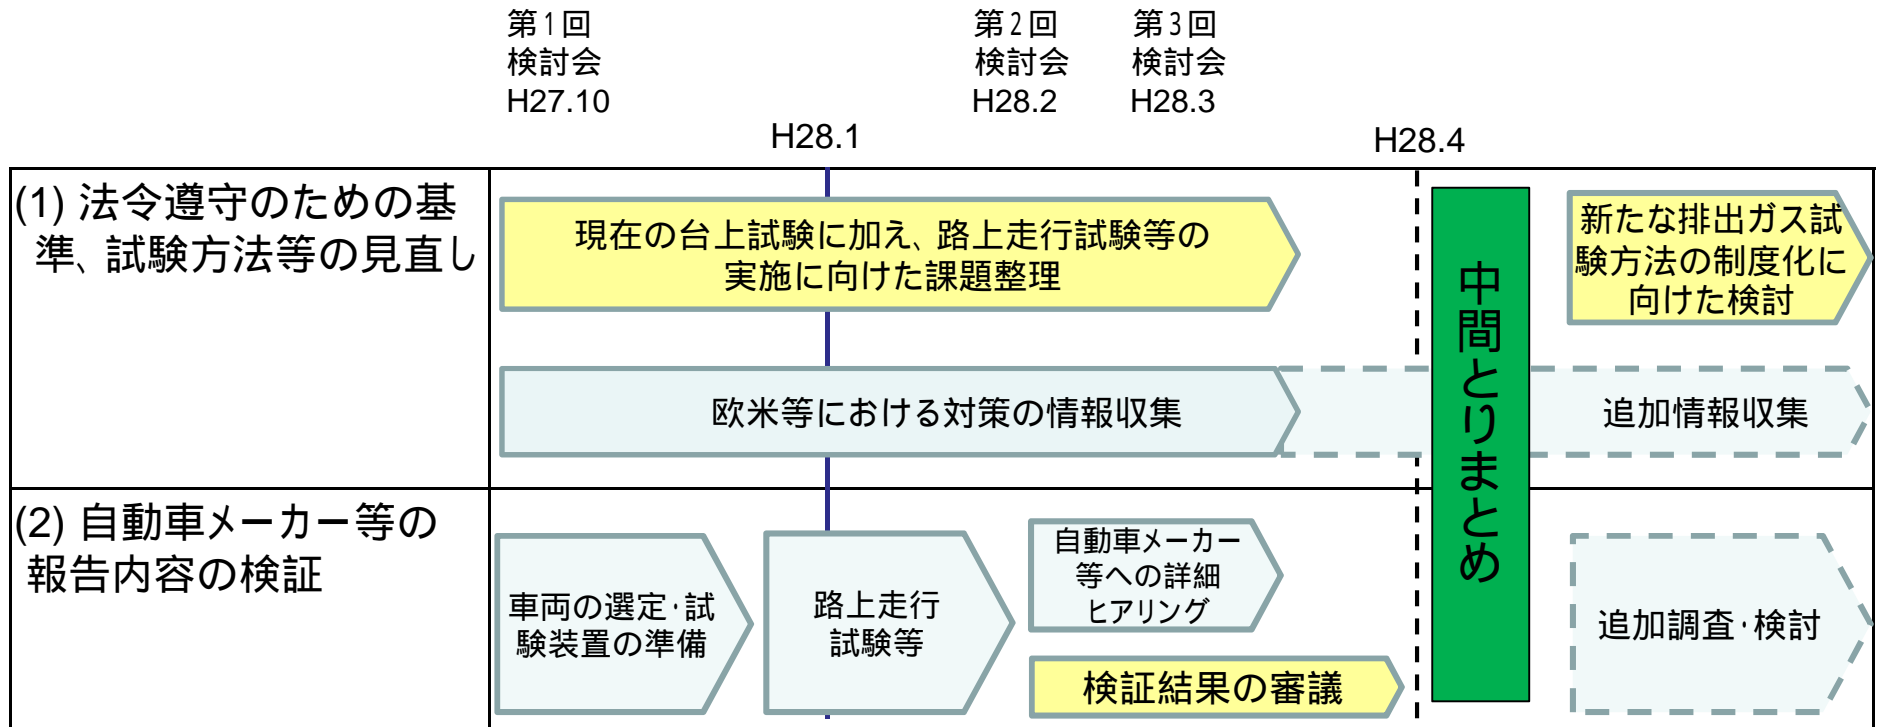 第1回
検討会
H27.10
第2回
検討会
H28.2
第3回
検討会
H28.3
H28.1
H28.4
(1) 法令遵守のための基
準、試験方法等の見直し
現在の台上試験に加え、路上走行試験等の
実施に向けた課題整理
新たな排出ガス試
験方法の制度化に
向けた検討
欧米等における対策の情報収集
追加情報収集
中間とりまとめ
(2) 自動車メーカー等の
報告内容の検証
車両の選定・試
験装置の準備
路上走行
試験等
自動車メーカー
等への詳細
ヒアリング
検証結果の審議
追加調査・検討